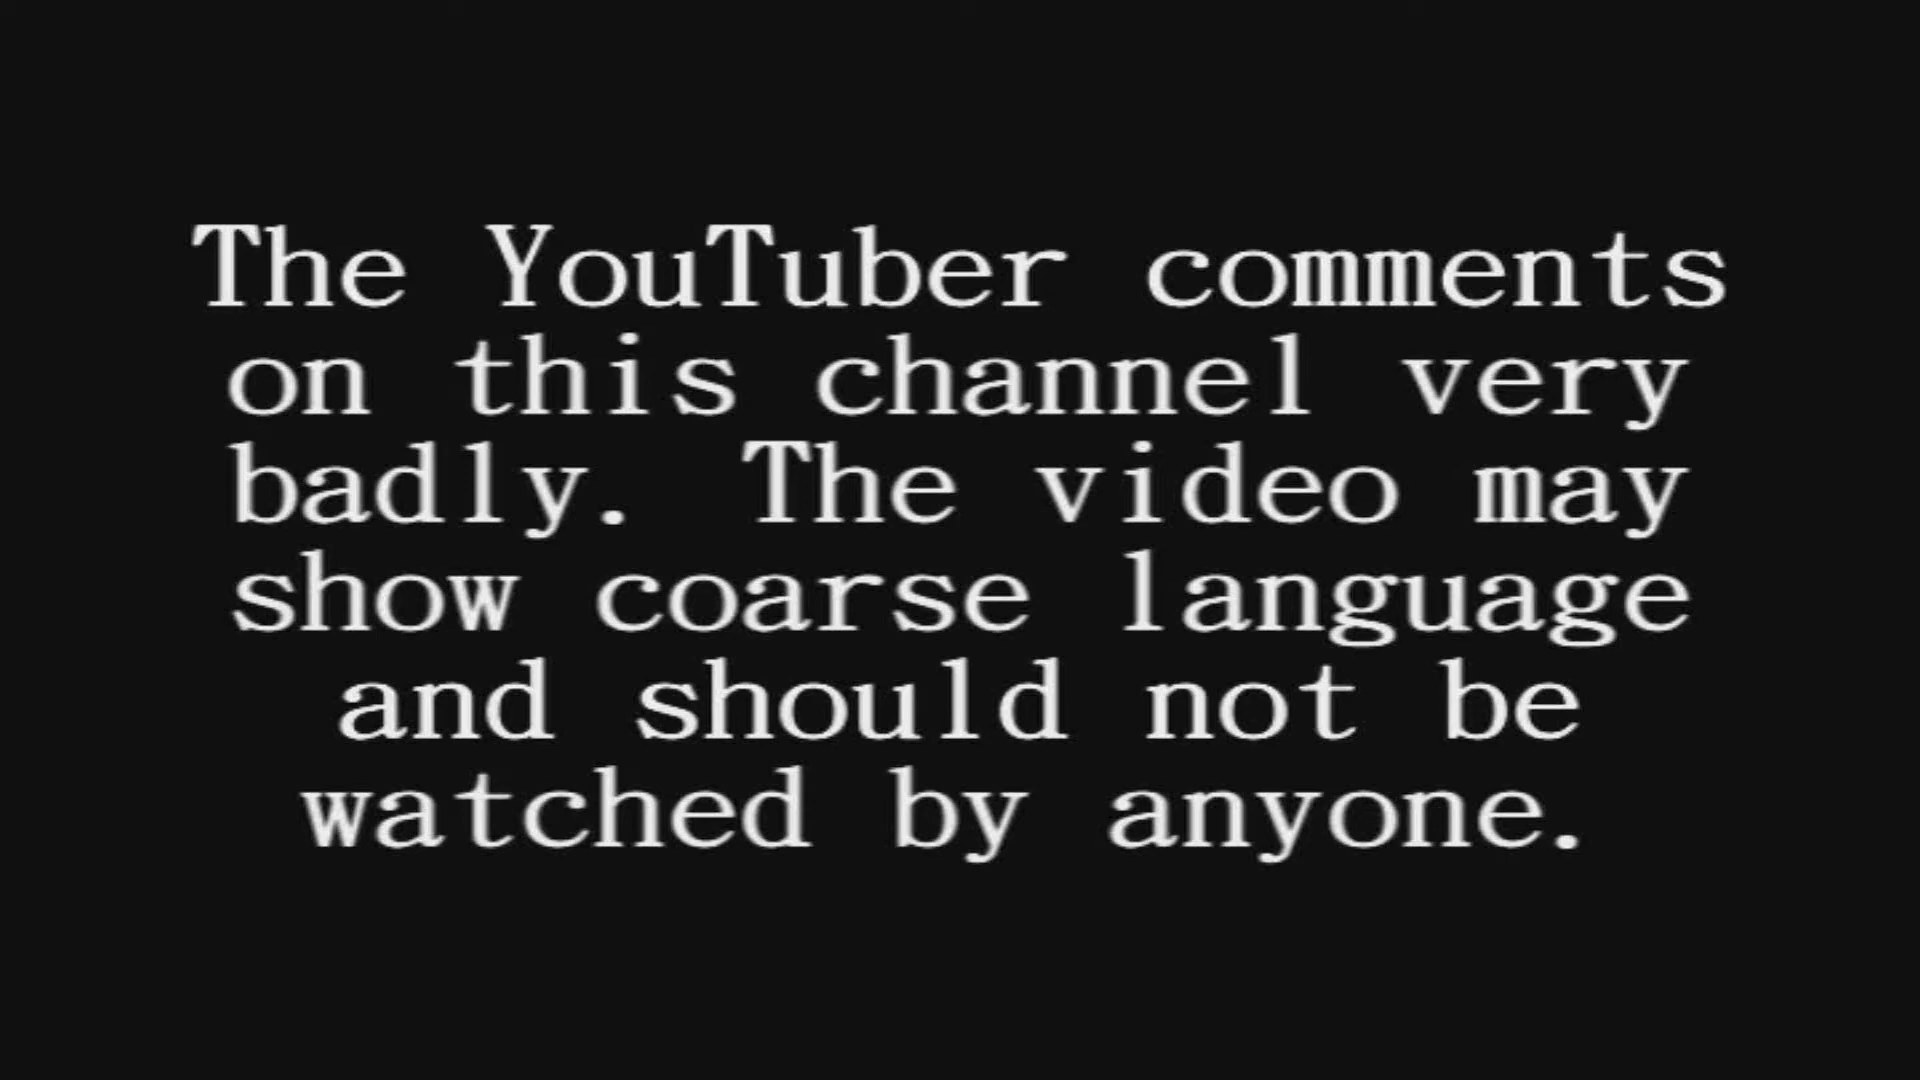 The YouTuber comments
on this channel very
badly. The video may
show coarse language
and should not be
watched by anyone.